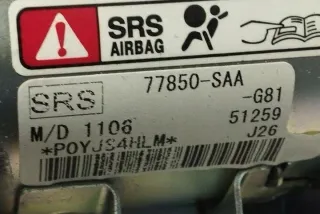 SRS
AIRBAG
77850-SAA
SRS
-G81
M/D 1106
51259
J26
*P0YJS4HLM*